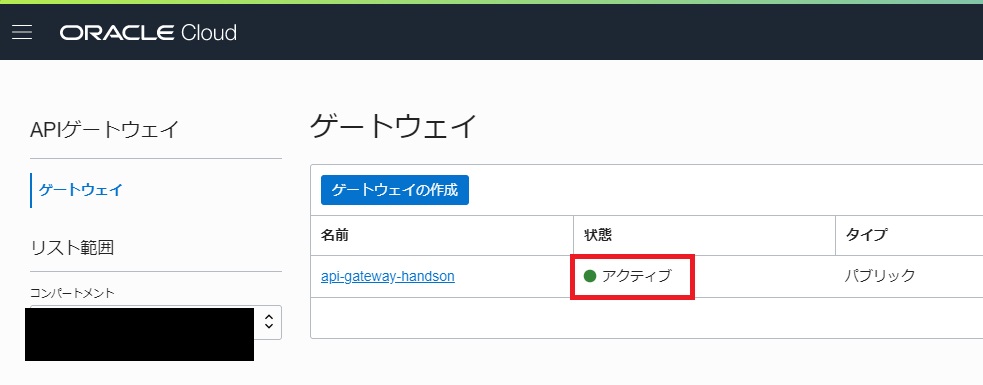 ORACLE Cloud
APIゲートウェイ
ゲートウェイ
リスト範囲
コンパートメント
ゲートウェイ
ゲートウェイの作成
名前 状態 タイプ
api-gateway-handson アクティブ パブリック